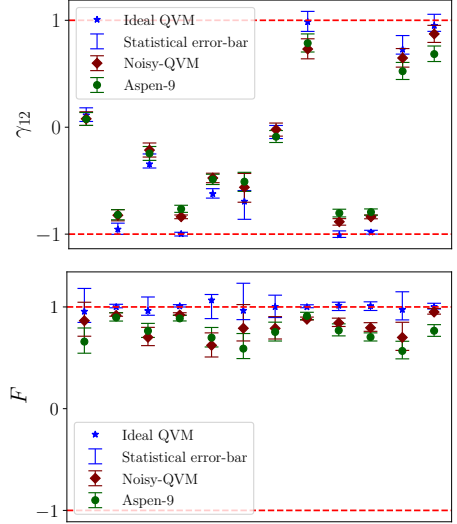 1
0
−1
γ12
Ideal QVM
Statistical error-bar
Noisy-QVM
Aspen-9
1
0
−1
F
Ideal QVM
Statistical error-bar
Noisy-QVM
Aspen-9